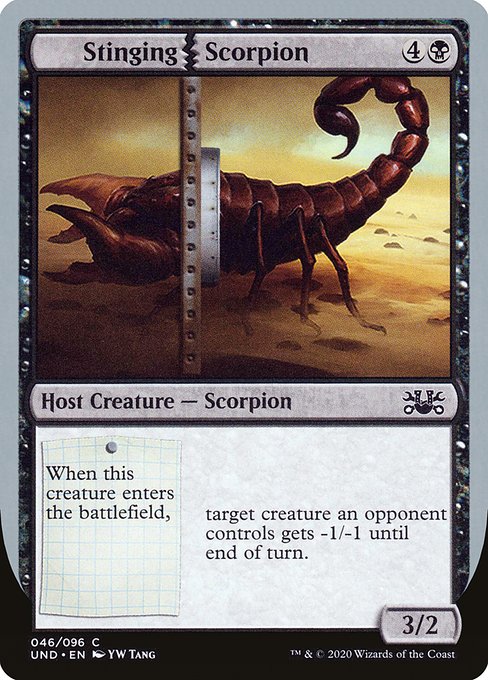 Stinging Scorpion 4
Host Creature — Scorpion
When this
creature enters
the battlefield,
target creature an opponent
controls gets -1/-1 until
end of turn.
3/2
046/096 C
UND • EN YW Tang
™ & © 2020 Wizards of the Coast